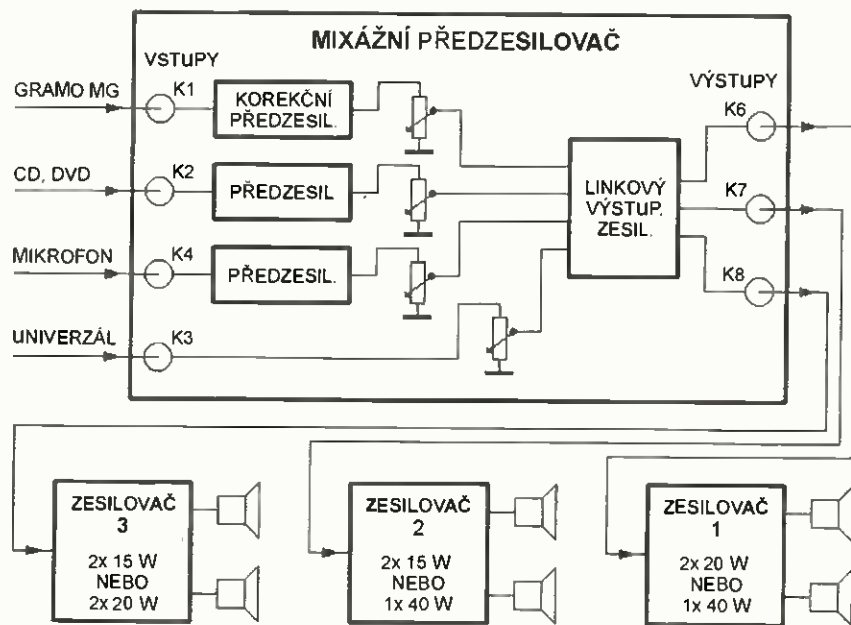 MIXÁŽNÍ PŘEDZESILOVAČ
VSTUPY
VÝSTUPY
GRAMO MG
K1
KOREKČNÍ
PŘEDZESIL.
K6
CD, DVD
K2
PŘEDZESIL
LINKOVÝ
VÝSTUP.
ZESIL.
K7
MIKROFON
K4
PŘEDZESIL.
K8
UNIVERZÁL
K3
ZESILOVAČ
3
2x 15 W
NEBO
2x 20 W
ZESILOVAČ
2
2x 15 W
NEBO
1x 40 W
ZESILOVAČ
1
2x 20 W
NEBO
1x 40 W